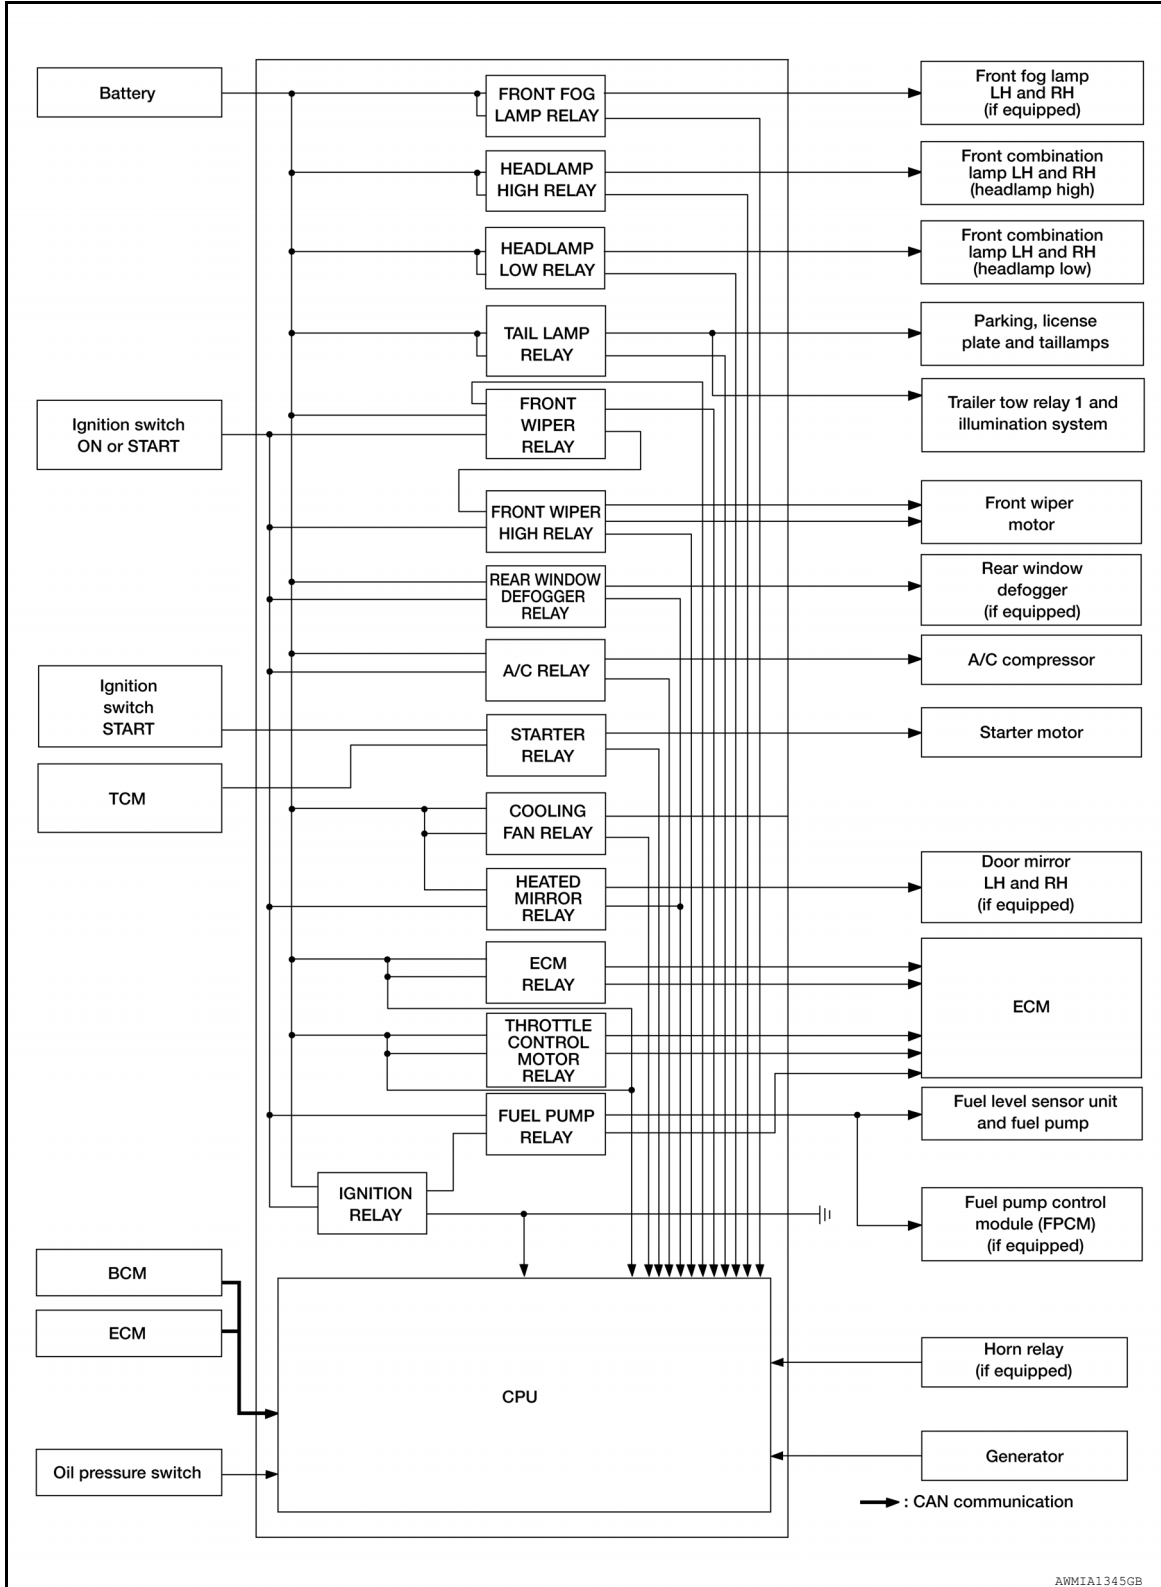 Battery
Ignition switch
ON or START
Ignition
switch
START
TCM
BCM
ECM
Oil pressure switch
FRONT FOG
LAMP RELAY
HEADLAMP
HIGH RELAY
HEADLAMP
LOW RELAY
TAIL LAMP
RELAY
FRONT
WIPER
RELAY
FRONT WIPER
HIGH RELAY
REAR WINDOW
DEFOGGER
RELAY
A/C RELAY
STARTER
RELAY
COOLING
FAN RELAY
HEATED
MIRROR
RELAY
ECM
RELAY
THROTTLE
CONTROL
MOTOR
RELAY
FUEL PUMP
RELAY
IGNITION
RELAY
CPU
Front fog lamp
LH and RH
(if equipped)
Front combination
lamp LH and RH
(headlamp high)
Front combination
lamp LH and RH
(headlamp low)
Parking, license
plate and taillamps
Trailer tow relay 1 and
illumination system
Front wiper
motor
Rear window
defogger
(if equipped)
A/C compressor
Starter motor
Door mirror
LH and RH
(if equipped)
ECM
Fuel level sensor unit
and fuel pump
Fuel pump control
module (FPCM)
(if equipped)
Horn relay
(if equipped)
Generator
: CAN communication
AWMIA1345GB